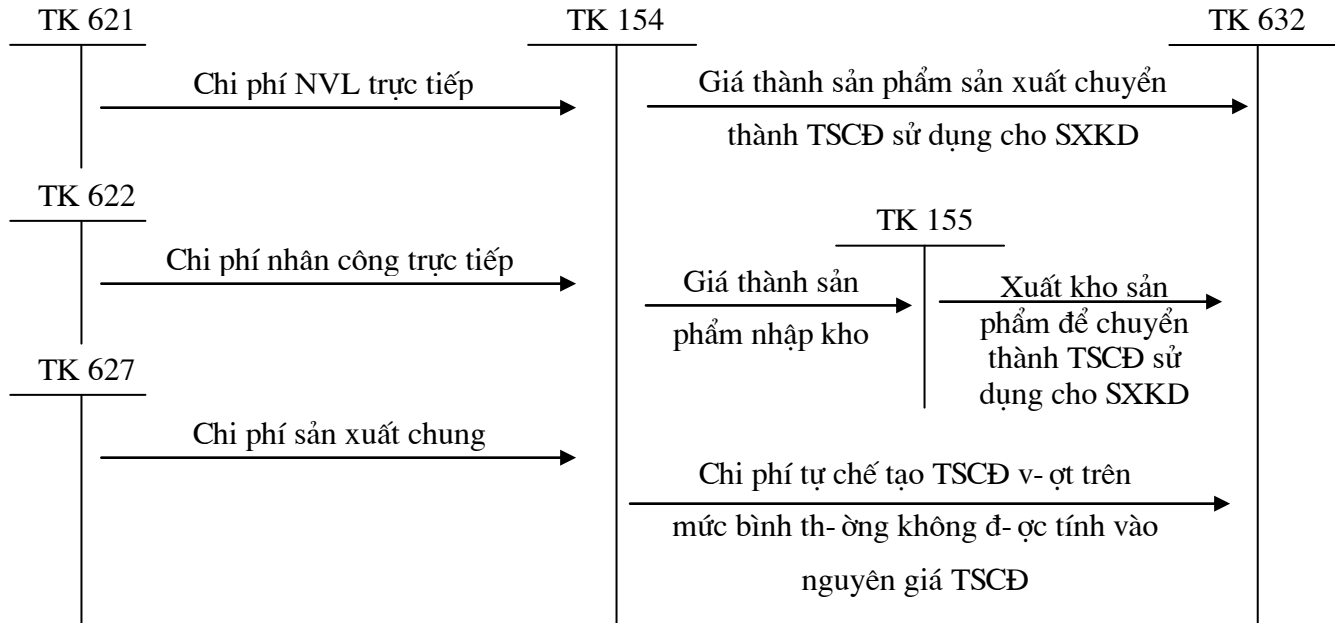 TK 621
TK 154
TK 632
Chi phí NVL trực tiếp
Giá thành sản phẩm sản xuất chuyển
thành TSCĐ sử dụng cho SXKD
TK 622
TK 155
Chi phí nhân công trực tiếp
Giá thành sản
phẩm nhập kho
Xuất kho sản
phẩm để chuyển
thành TSCĐ sử
dụng cho SXKD
TK 627
Chi phí sản xuất chung
Chi phí tự chế tạo TSCĐ v- ợt trên
mức bình th- ờng không đ- ợc tính vào
nguyên giá TSCĐ